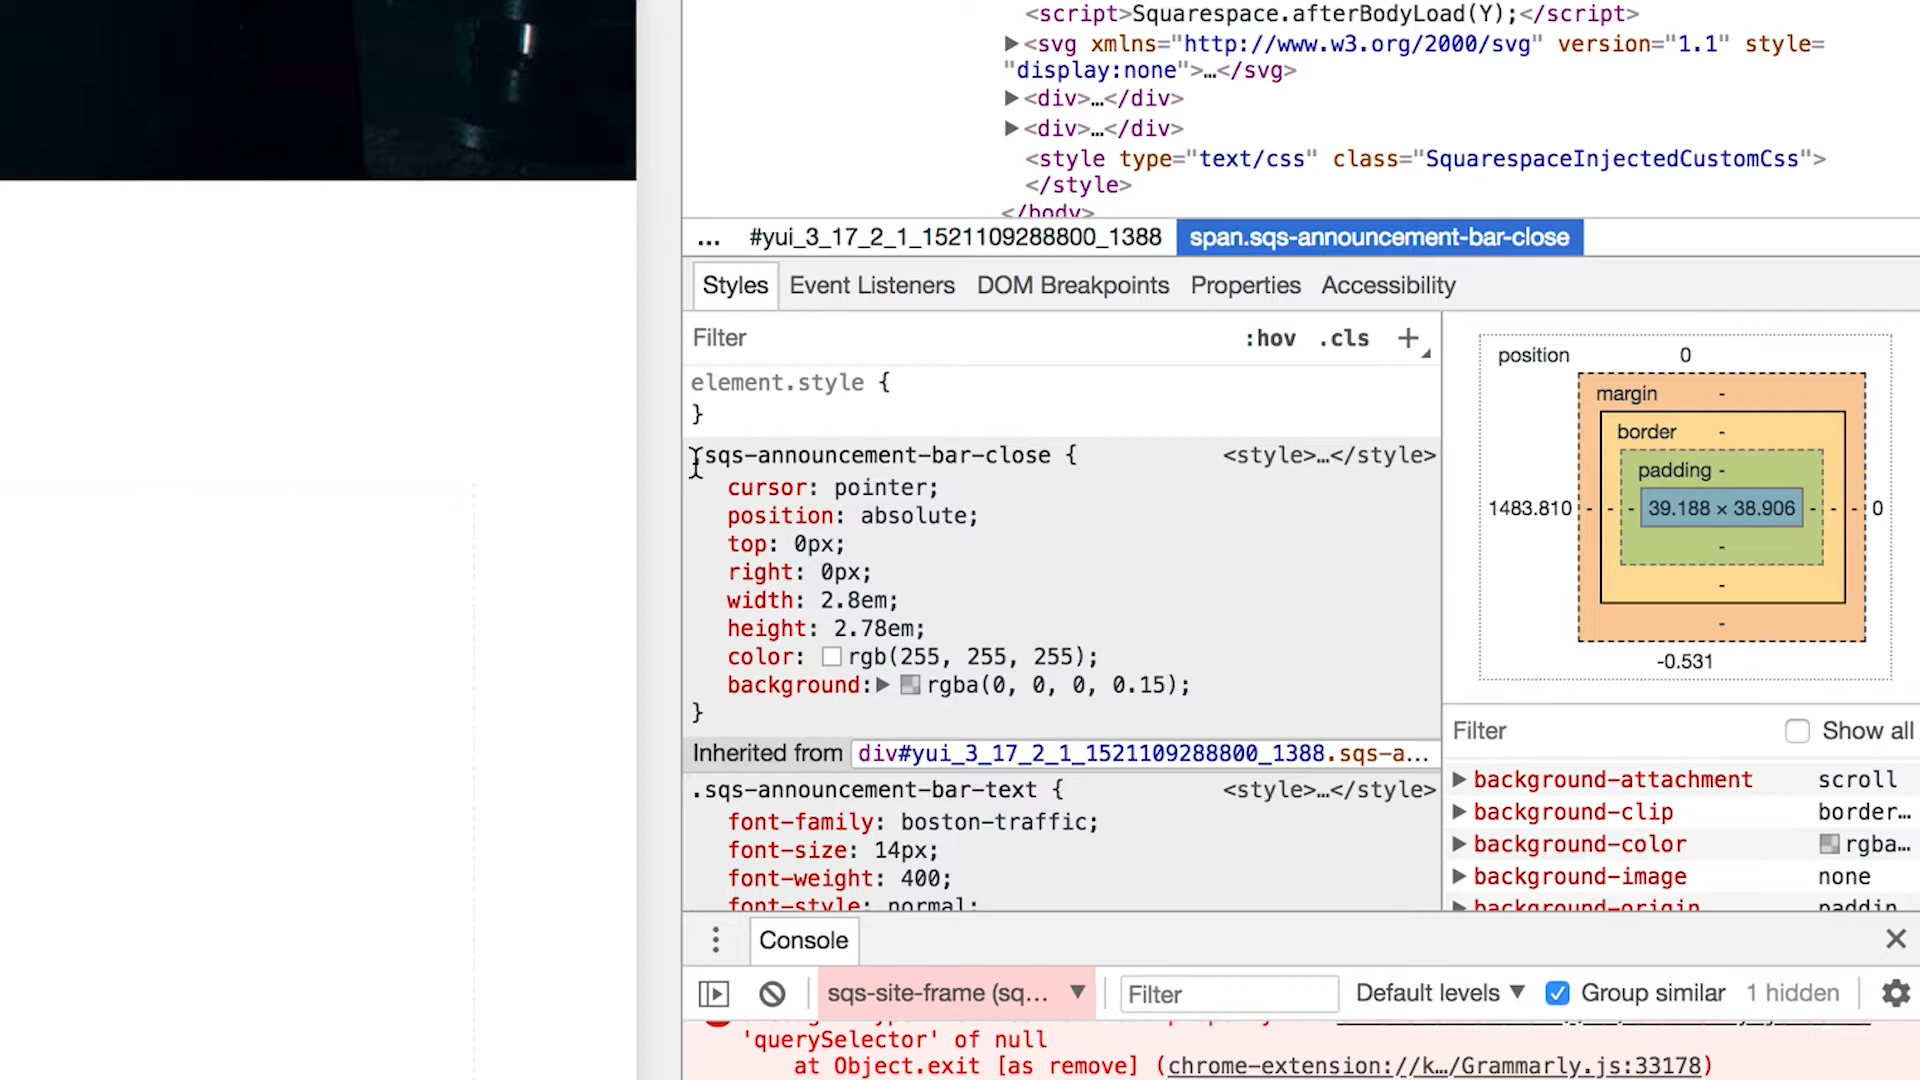 <script>Squarespace.afterBodyLoad(Y);</script>
▶<svg xmlns="http://www.w3.org/2000/svg" version="1.1" style=
"display:none">…</svg>
▶<div>…</div>
▶<div>…</div>
<style type="text/css" class="SquarespaceInjectedCustomCss">
</style>
</body>
... #yui_3_17_2_1_1521109288800_1388 span.sqs-announcement-bar-close
Styles Event Listeners DOM Breakpoints Properties Accessibility
Filter :hov .cls +
element.style {
}
sqs-announcement-bar-close { <style>…</style>
cursor: pointer;
position: absolute;
top: 0px;
right: 0px;
width: 2.8em;
height: 2.78em;
color: rgb(255, 255, 255);
background:▶ rgba(0, 0, 0, 0.15);
}
Inherited from div#yui_3_17_2_1_1521109288800_1388.sqs-a…
.sqs-announcement-bar-text { <style>…</style>
font-family: boston-traffic;
font-size: 14px;
font-weight: 400;
font-style: normal;
position 0
margin -
border -
padding -
1483.810 - - - 39.188 × 38.906 - - - 0
-
-
-
-0.531
Filter Show all
▶ background-attachment scroll
▶ background-clip border…
▶ background-color rgba…
▶ background-image none
▶ background-origin paddin
Console
sqs-site-frame (sq… ▼ Filter Default levels ▼ Group similar 1 hidden
'querySelector' of null
at Object.exit [as remove] (chrome-extension://k…/Grammarly.js:33178)